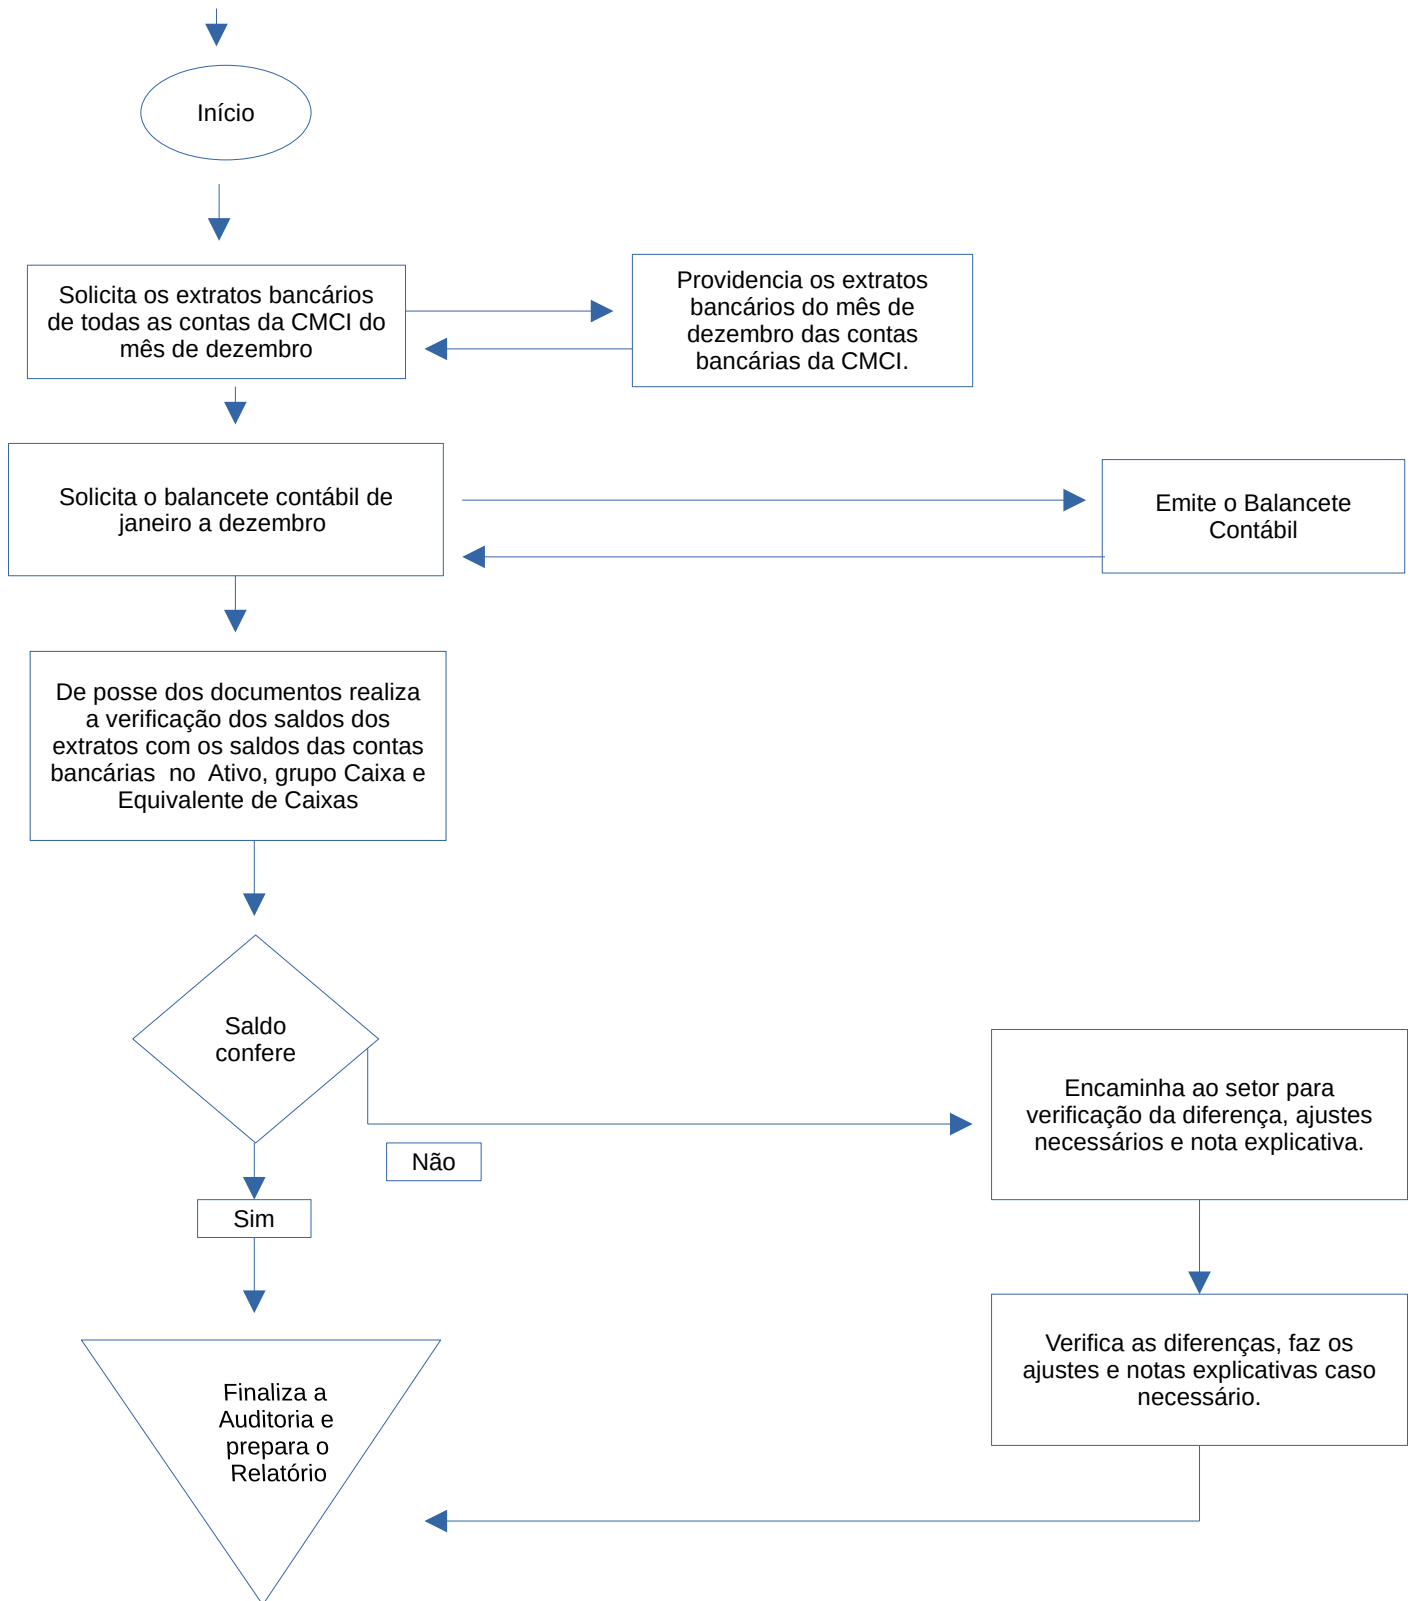 Início
Solicita os extratos bancários
de todas as contas da CMCI do
mês de dezembro
Providencia os extratos
bancários do mês de
dezembro das contas
bancárias da CMCI.
Solicita o balancete contábil de
janeiro a dezembro
Emite o Balancete
Contábil
De posse dos documentos realiza
a verificação dos saldos dos
extratos com os saldos das contas
bancárias  no  Ativo, grupo Caixa e
Equivalente de Caixas
Saldo
confere
Encaminha ao setor para
verificação da diferença, ajustes
necessários e nota explicativa.
Não
Sim
Verifica as diferenças, faz os
ajustes e notas explicativas caso
necessário.
Finaliza a
Auditoria e
prepara o
Relatório